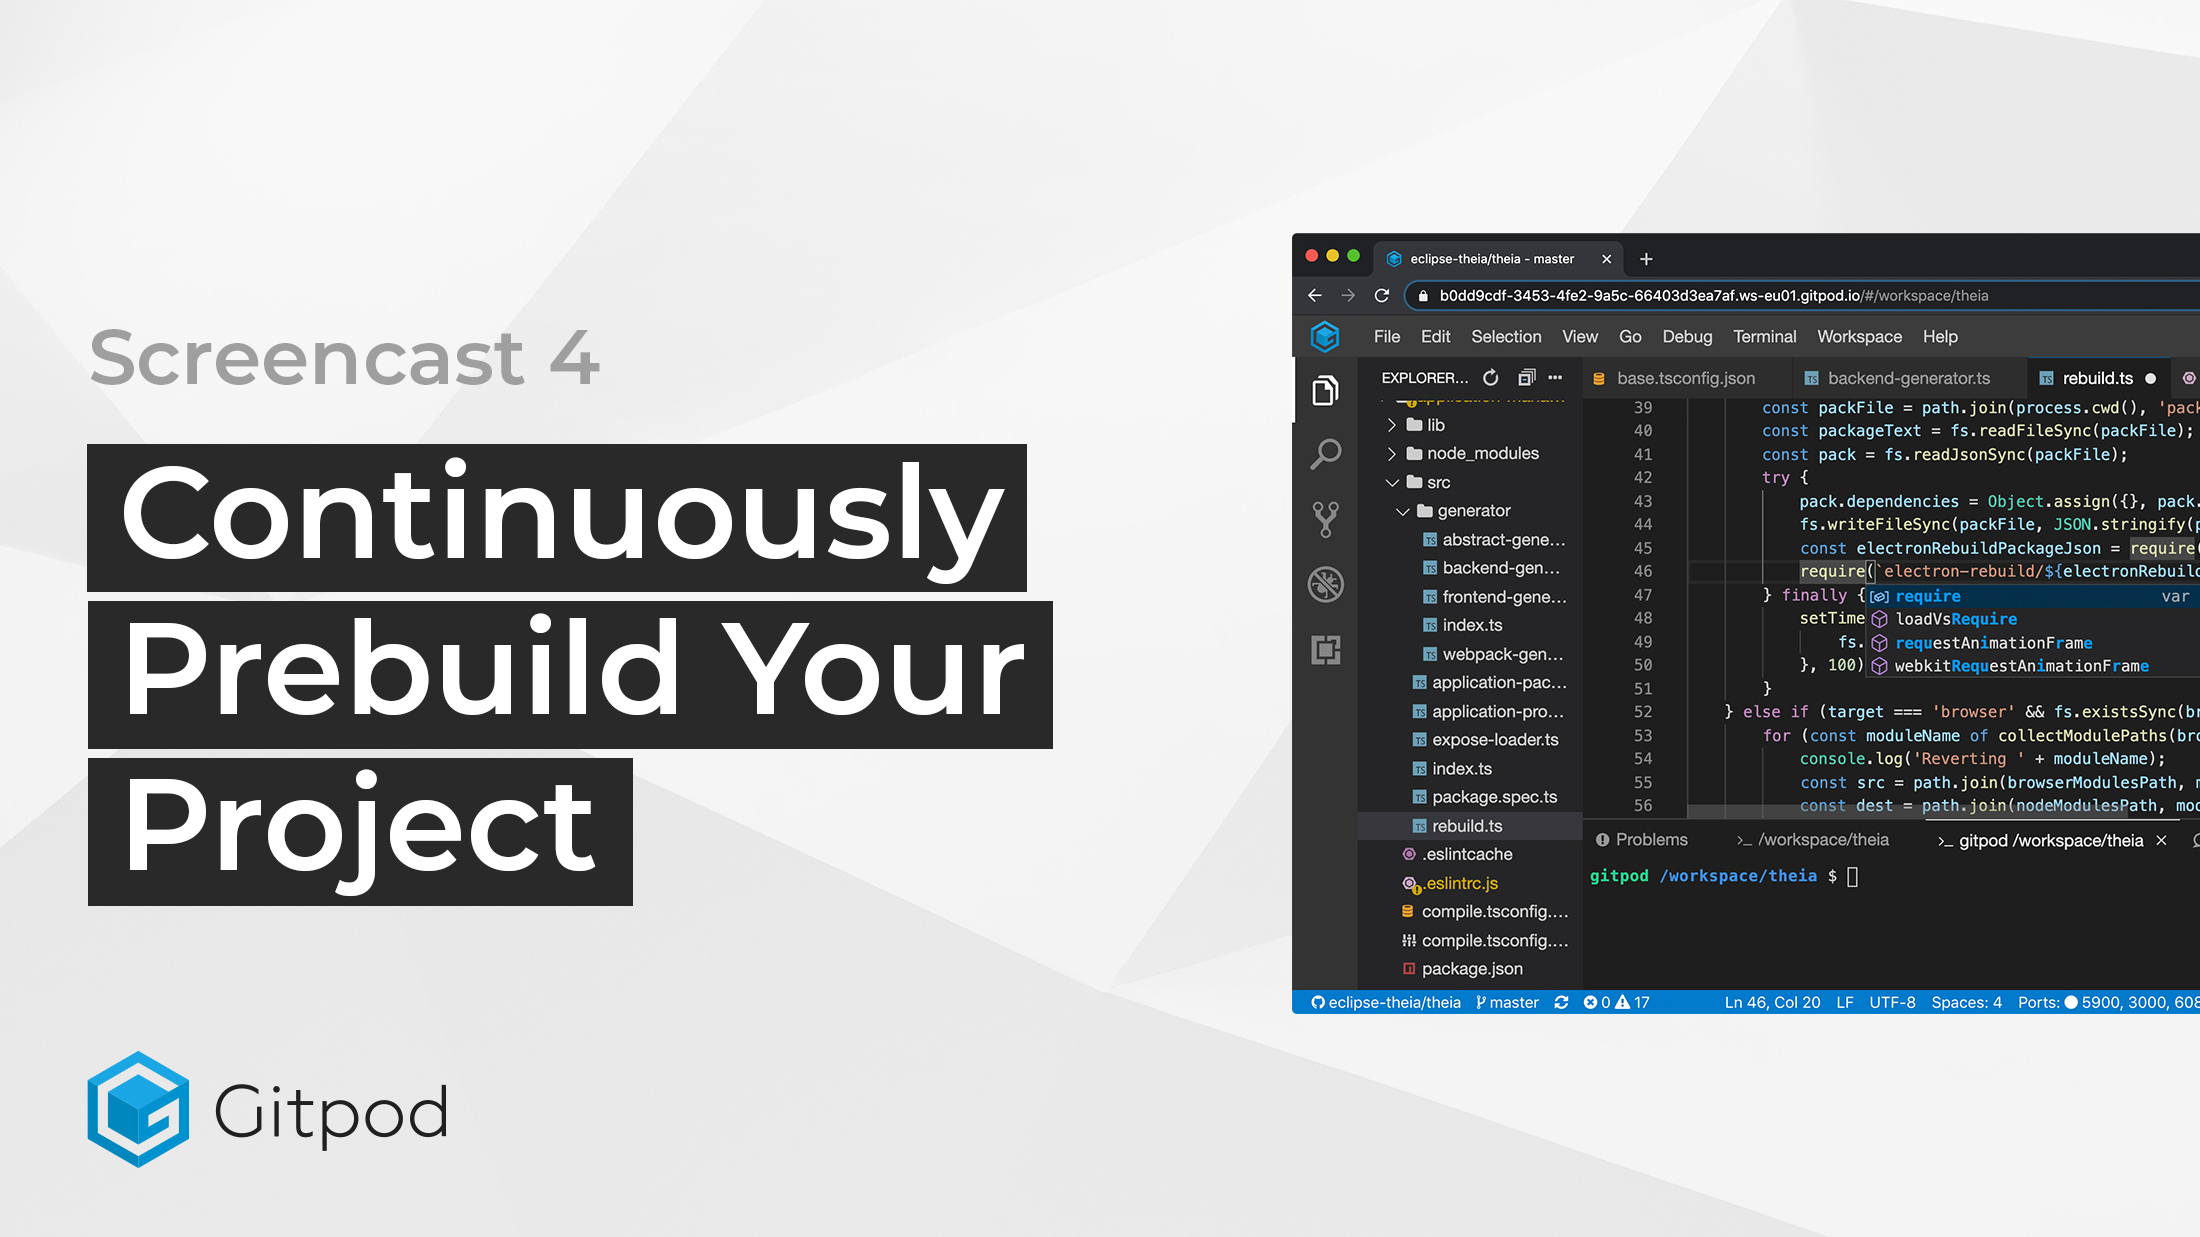 Screencast 4
Continuously
Prebuild Your
Project
Gitpod
eclipse-theia/theia - master
b0dd9cdf-3453-4fe2-9a5c-66403d3ea7af.ws-eu01.gitpod.io/#/workspace/theia
File Edit Selection View Go Debug Terminal Workspace Help
EXPLORER...
lib
node_modules
src
generator
abstract-gene...
backend-gen...
frontend-gene...
index.ts
webpack-gen...
application-pac...
application-pro...
expose-loader.ts
index.ts
package.spec.ts
rebuild.ts
.eslintcache
.eslintrc.js
compile.tsconfig....
compile.tsconfig....
package.json
base.tsconfig.json backend-generator.ts rebuild.ts
39 const packFile = path.join(process.cwd(), 'pack
40 const packageText = fs.readFileSync(packFile);
41 const pack = fs.readJsonSync(packFile);
42 try {
43 pack.dependencies = Object.assign({}, pack.
44 fs.writeFileSync(packFile, JSON.stringify(p
45 const electronRebuildPackageJson = require(
46 require(`electron-rebuild/${electronRebuild
47 } finally {
48 setTime
49 fs.
50 }, 100)
51 }
52 } else if (target === 'browser' && fs.existsSync(br
53 for (const moduleName of collectModulePaths(bro
54 console.log('Reverting ' + moduleName);
55 const src = path.join(browserModulesPath, m
56 const dest = path.join(nodeModulesPath, mod
require var
loadVsRequire
requestAnimationFrame
webkitRequestAnimationFrame
Problems >_ /workspace/theia >_ gitpod /workspace/theia
gitpod /workspace/theia $
eclipse-theia/theia master 0 17 Ln 46, Col 20 LF UTF-8 Spaces: 4 Ports: 5900, 3000, 608